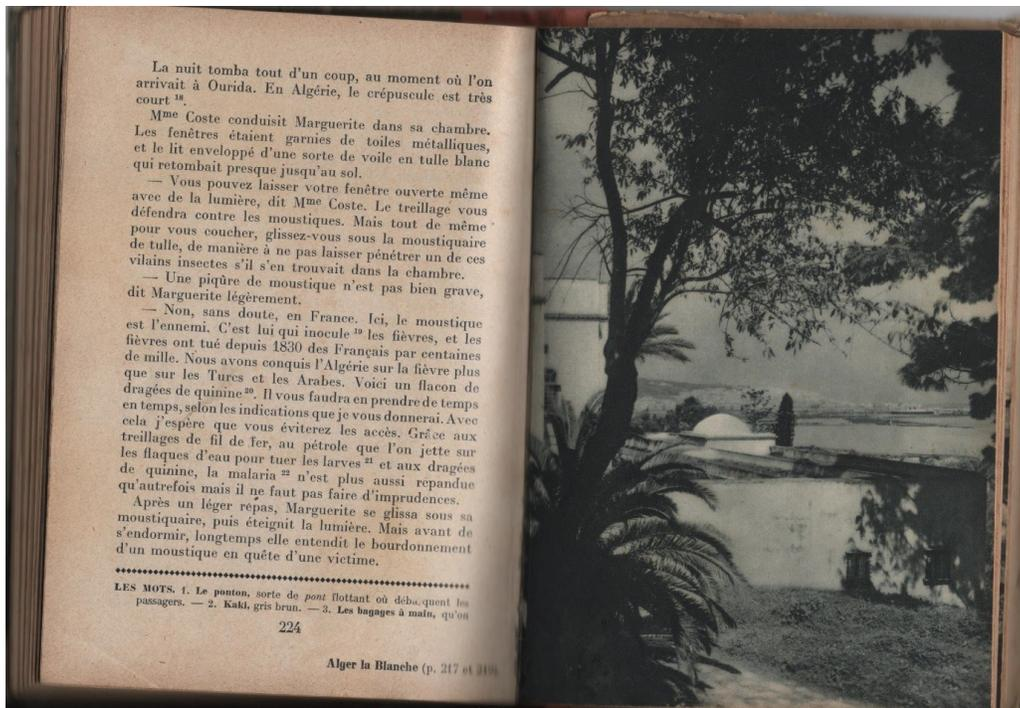 La nuit tomba tout d'un coup, au moment où l'on
arrivait à Ourida. En Algérie, le crépuscule est très
court 18.
Mme Coste conduisit Marguerite dans sa chambre.
Les fenêtres étaient garnies de toiles métalliques,
et le lit enveloppé d'une sorte de voile en tulle blanc
qui retombait presque jusqu'au sol.
— Vous pouvez laisser votre fenêtre ouverte même
avec de la lumière, dit Mme Coste. Le treillage vous
défendra contre les moustiques. Mais tout de même
pour vous coucher, glissez-vous sous la moustiquaire
de tulle, de manière à ne pas laisser pénétrer un de ces
vilains insectes s'il s'en trouvait dans la chambre.
— Une piqûre de moustique n'est pas bien grave,
dit Marguerite légèrement.
— Non, sans doute, en France. Ici, le moustique
est l'ennemi. C'est lui qui inocule 19 les fièvres, et les
fièvres ont tué depuis 1830 des Français par centaines
de mille. Nous avons conquis l'Algérie sur la fièvre plus
que sur les Turcs et les Arabes. Voici un flacon de
dragées de quinine 20. Il vous faudra en prendre de temps
en temps, selon les indications que je vous donnerai. Avec
cela j'espère que vous éviterez les accès. Grâce aux
treillages de fil de fer, au pétrole que l'on jette sur
les flaques d'eau pour tuer les larves 21 et aux dragées
de quinine, la malaria 22 n'est plus aussi répandue
qu'autrefois mais il ne faut pas faire d'imprudences.
Après un léger repas, Marguerite se glissa sous sa
moustiquaire, puis éteignit la lumière. Mais avant de
s'endormir, longtemps elle entendit le bourdonnement
d'un moustique en quête d'une victime.
LES MOTS. 1. Le ponton, sorte de pont flottant où débarquent les
passagers. — 2. Kaki, gris brun. — 3. Les bagages à main, qu'on
224
Alger la Blanche (p. 217 et 219).